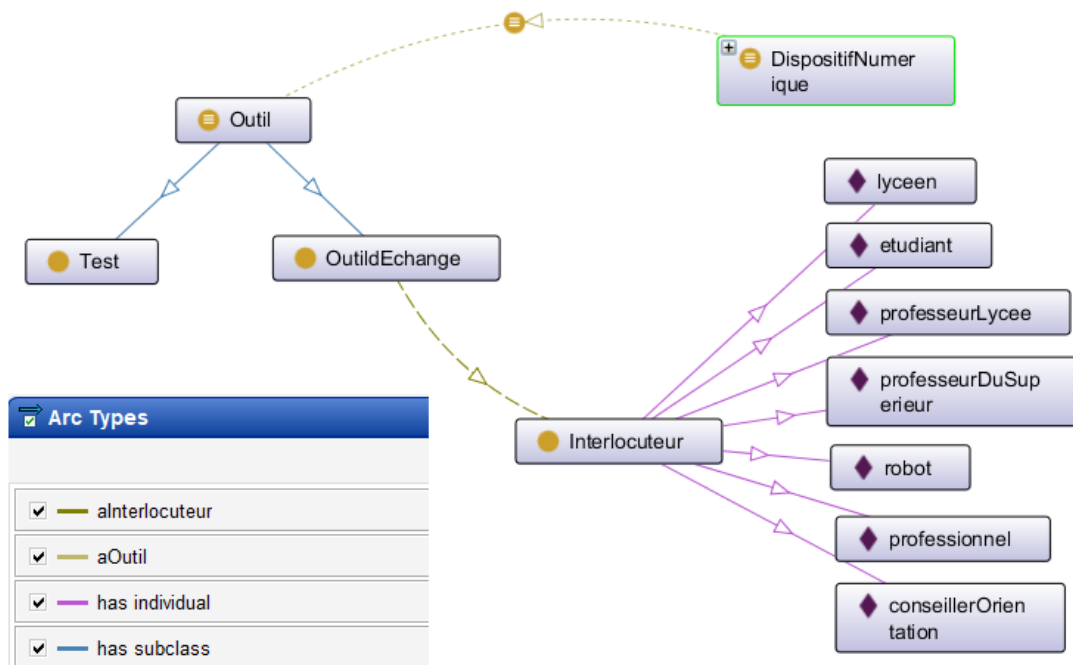 DispositifNumer
ique
Outil
lyceen
etudiant
Test
OutildEchange
professeurLycee
professeurDuSup
erieur
Arc Types
Interlocuteur
robot
aInterlocuteur
professionnel
aOutil
has individual
conseillerOrien
tation
has subclass